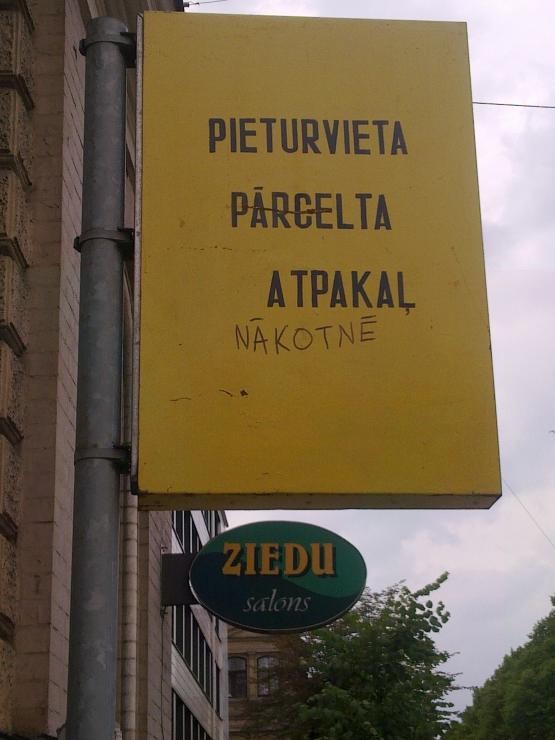 PIETURVIETA
PĀRCELTA
ATPAKAĻ
NĀKOTNĒ
ZIEDU
salons